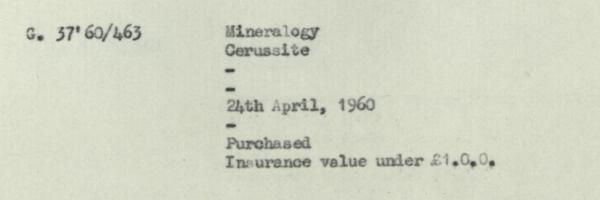 G. 37'60/463 Mineralogy
Cerussite
-
-
24th April, 1960
-
Purchased
Insurance value under £1.0.0.